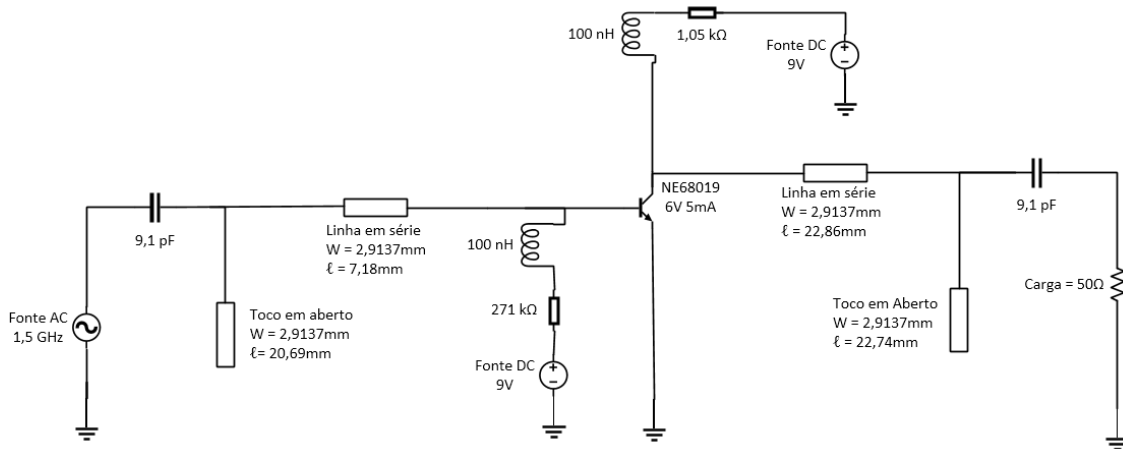 100 nH
1,05 kΩ
Fonte DC
9V
NE68019
6V 5mA
Linha em série
W = 2,9137mm
ℓ = 22,86mm
9,1 pF
9,1 pF
Linha em série
W = 2,9137mm
ℓ = 7,18mm
100 nH
Carga = 50Ω
Fonte AC
1,5 GHz
Toco em aberto
W = 2,9137mm
ℓ= 20,69mm
271 kΩ
Toco em Aberto
W = 2,9137mm
ℓ = 22,74mm
Fonte DC
9V